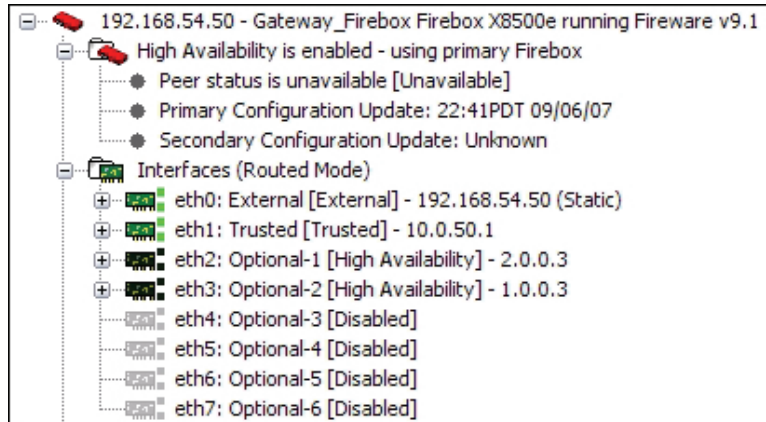 192.168.54.50 - Gateway_Firebox Firebox X8500e running Fireware v9.1
High Availability is enabled - using primary Firebox
Peer status is unavailable [Unavailable]
Primary Configuration Update: 22:41PDT 09/06/07
Secondary Configuration Update: Unknown
Interfaces (Routed Mode)
eth0: External [External] - 192.168.54.50 (Static)
eth1: Trusted [Trusted] - 10.0.50.1
eth2: Optional-1 [High Availability] - 2.0.0.3
eth3: Optional-2 [High Availability] - 1.0.0.3
eth4: Optional-3 [Disabled]
eth5: Optional-4 [Disabled]
eth6: Optional-5 [Disabled]
eth7: Optional-6 [Disabled]